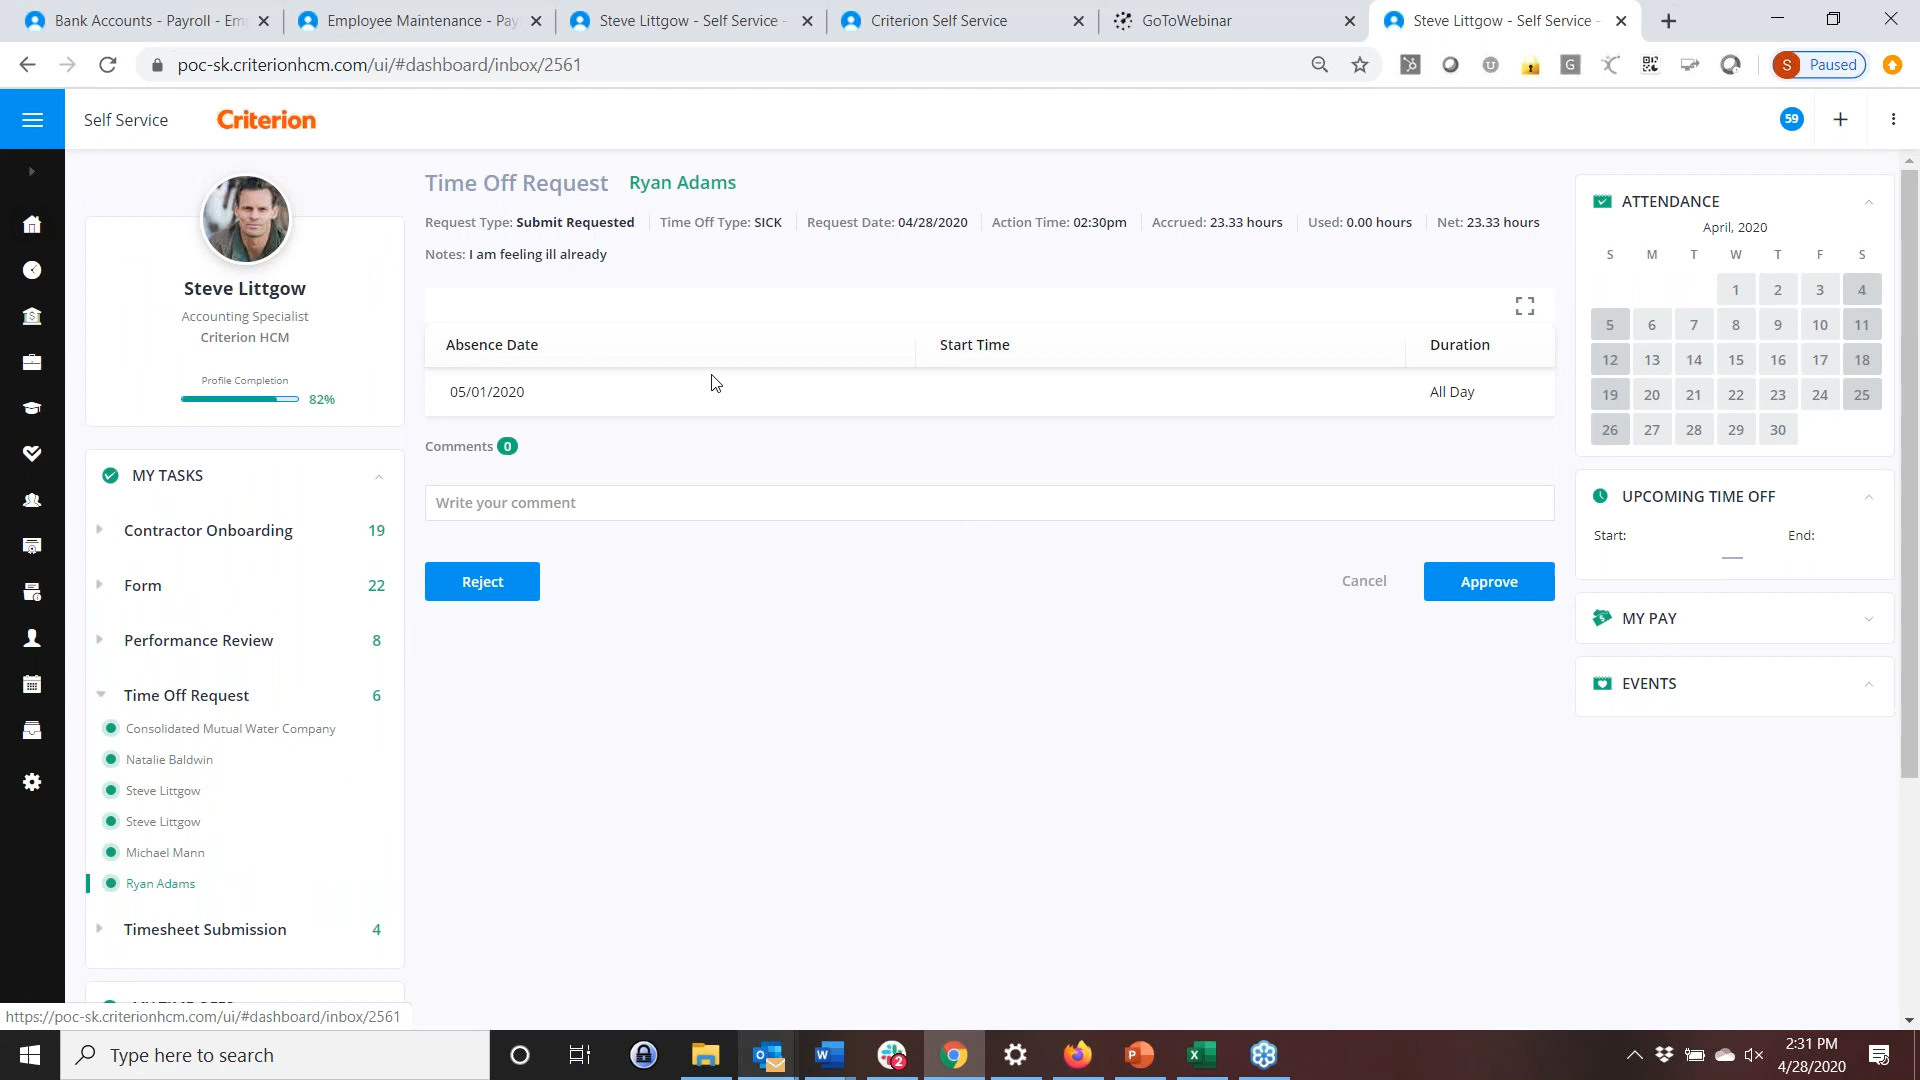 Bank Accounts - Payroll - Em
Employee Maintenance - Pay
Steve Littgow - Self Service -
Criterion Self Service
GoToWebinar
Steve Littgow - Self Service -
poc-sk.criterionhcm.com/ui/#dashboard/inbox/2561
S Paused
Self Service
Criterion
59
Steve Littgow
Accounting Specialist
Criterion HCM
Profile Completion
82%
MY TASKS
Contractor Onboarding 19
Form 22
Performance Review 8
Time Off Request 6
Consolidated Mutual Water Company
Natalie Baldwin
Steve Littgow
Steve Littgow
Michael Mann
Ryan Adams
Timesheet Submission 4
Time Off Request Ryan Adams
Request Type: Submit Requested Time Off Type: SICK Request Date: 04/28/2020 Action Time: 02:30pm Accrued: 23.33 hours Used: 0.00 hours Net: 23.33 hours
Notes: I am feeling ill already
Absence Date Start Time Duration
05/01/2020 All Day
Comments 0
Write your comment
Reject Cancel Approve
ATTENDANCE
April, 2020
S M T W T F S
1 2 3 4
5 6 7 8 9 10 11
12 13 14 15 16 17 18
19 20 21 22 23 24 25
26 27 28 29 30
UPCOMING TIME OFF
Start: End:
MY PAY
EVENTS
https://poc-sk.criterionhcm.com/ui/#dashboard/inbox/2561
Type here to search
2
2:31 PM
4/28/2020